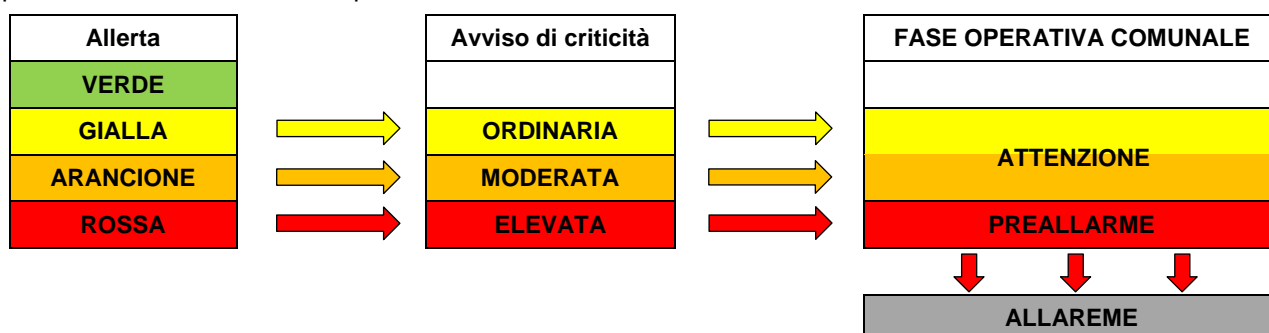 Allerta Avviso di criticità FASE OPERATIVA COMUNALE
VERDE
GIALLA ORDINARIA
ATTENZIONE
ARANCIONE MODERATA
ROSSA ELEVATA PREALLARME
ALLAREME